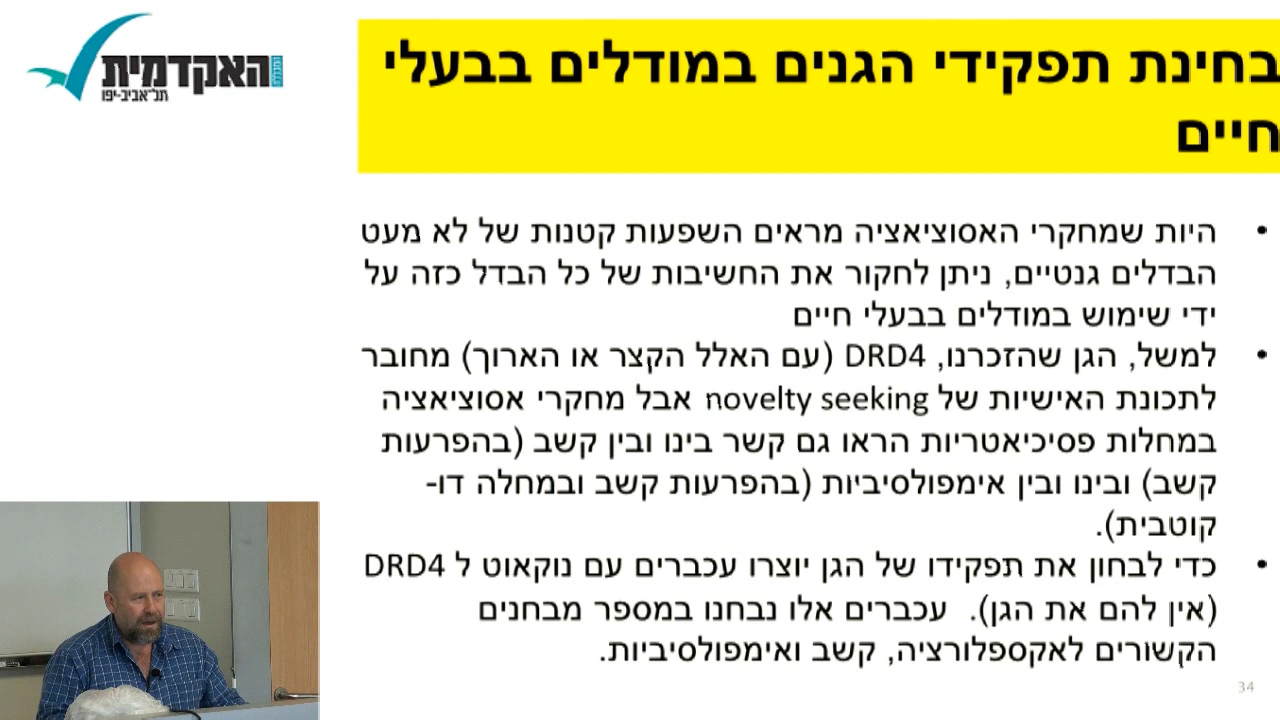 האקדמית
תל־אביב-יפו
בחינת תפקידי הגנים במודלים בבעלי
חיים
• היות שמחקרי האסוציאציה מראים השפעות קטנות של לא מעט
הבדלים גנטיים, ניתן לחקור את החשיבות של כל הבדל כזה על
ידי שימוש במודלים בבעלי חיים
• למשל, הגן שהזכרנו, DRD4 (עם האלל הקצר או הארוך) מחובר
לתכונת האישיות של novelty seeking אבל מחקרי אסוציאציה
במחלות פסיכיאטריות הראו גם קשר בינו ובין קשב (בהפרעות
קשב) ובינו ובין אימפולסיביות (בהפרעות קשב ובמחלה דו-
קוטבית).
• כדי לבחון את תפקידו של הגן יוצרו עכברים עם נוקאוט ל DRD4
(אין להם את הגן). עכברים אלו נבחנו במספר מבחנים
הקשורים לאקספלורציה, קשב ואימפולסיביות.
34